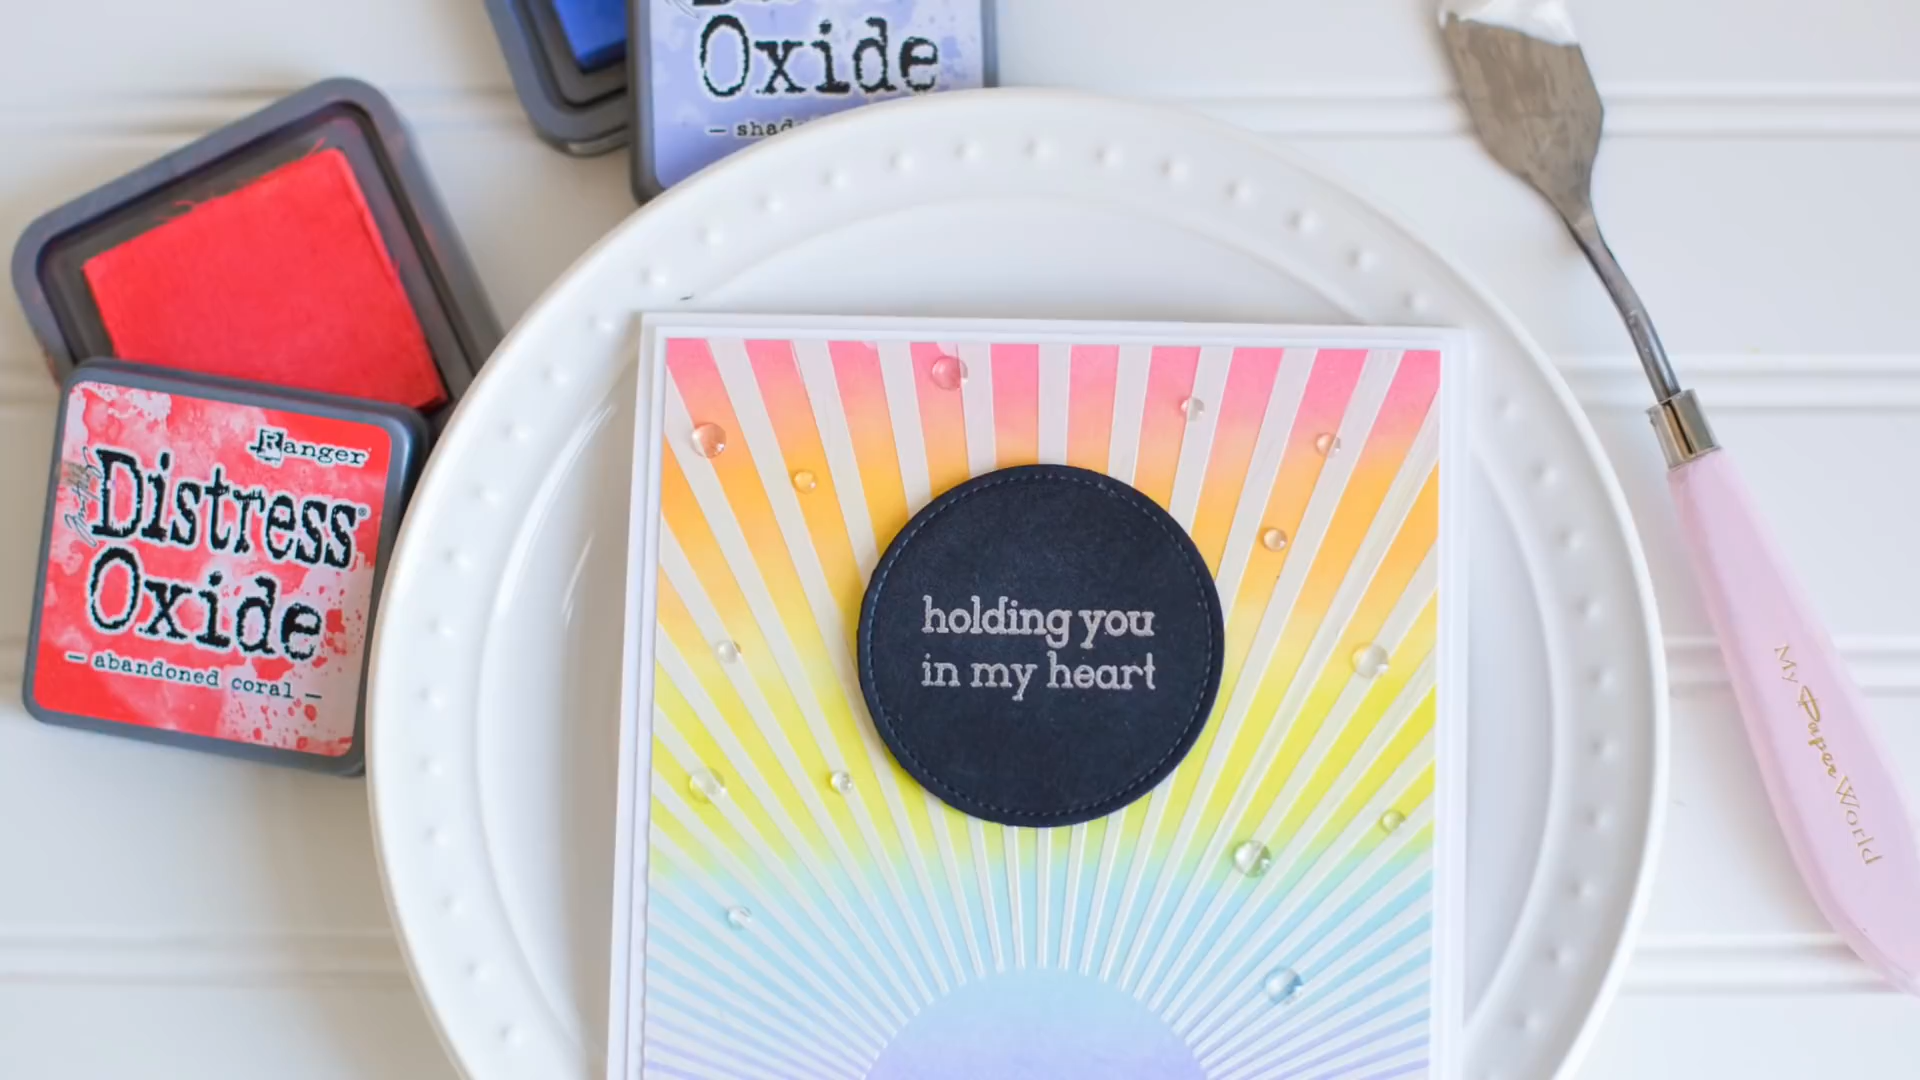 Oxide
Ranger
Distress®
Oxide
— abandoned coral —
holding you
in my heart
My Paper World